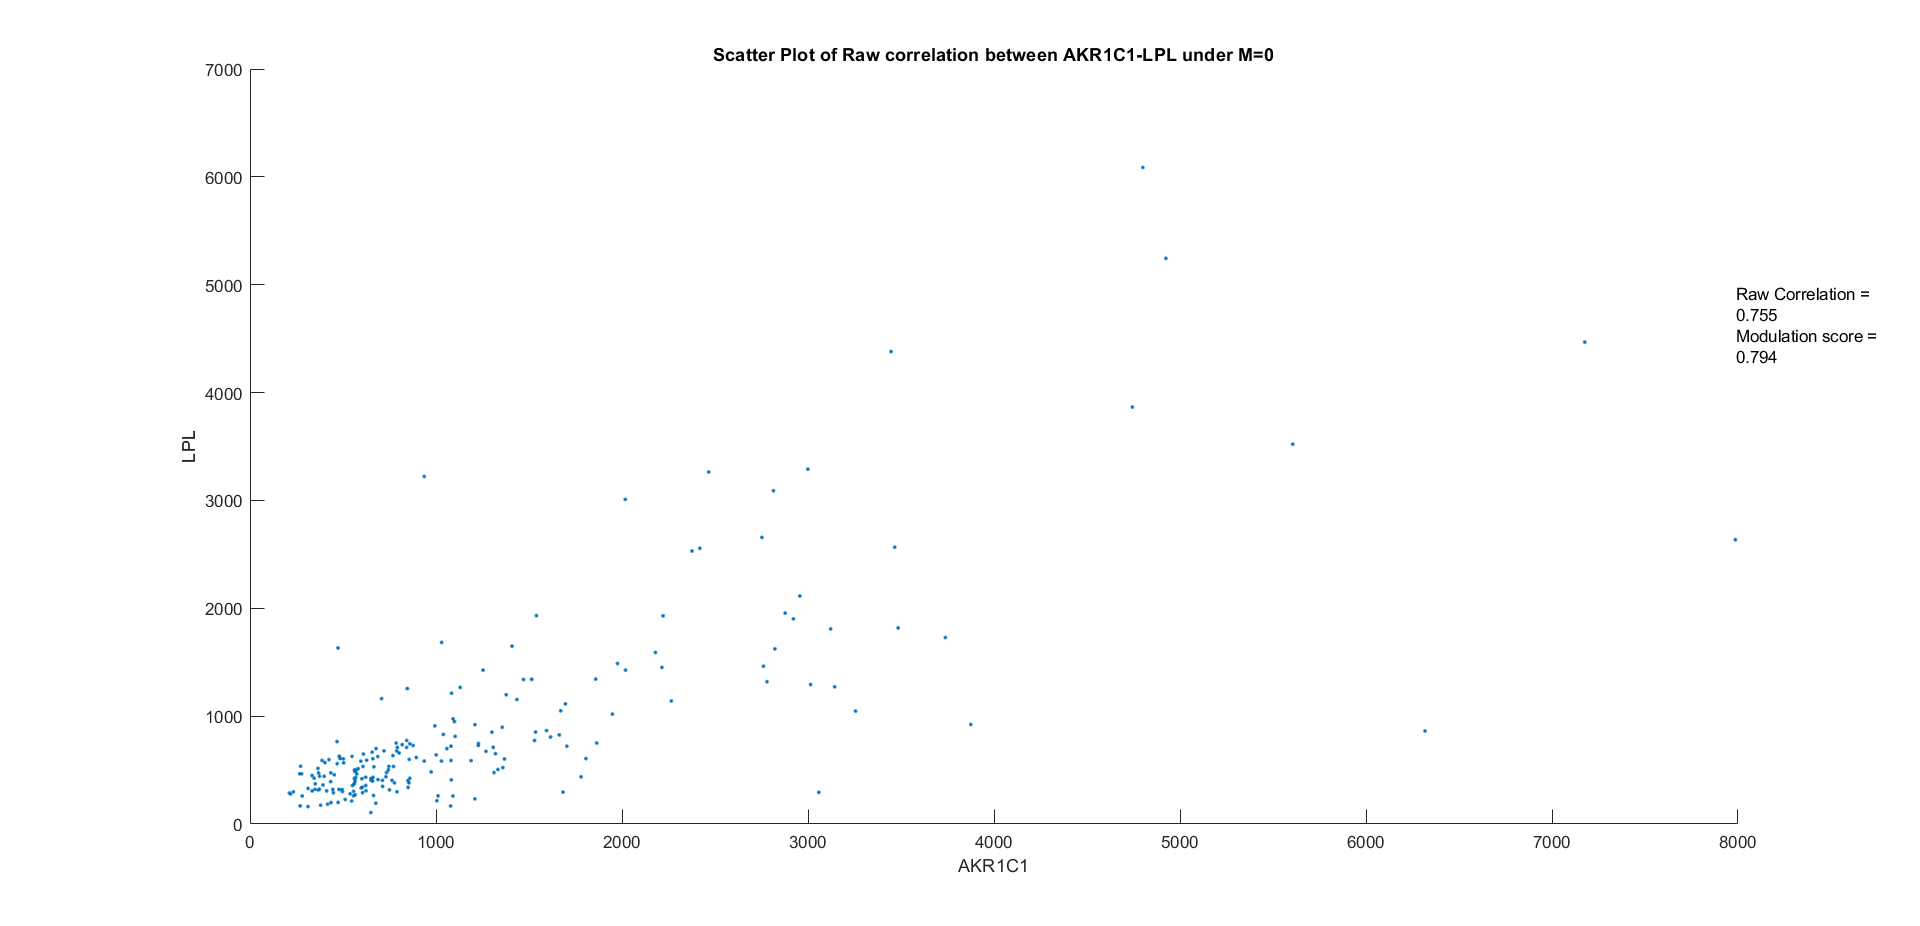 Scatter Plot of Raw correlation between AKR1C1-LPL under M=0
7000
6000
5000
4000
3000
2000
1000
0
LPL
0 1000 2000 3000 4000 5000 6000 7000 8000
AKR1C1
Raw Correlation =
0.755
Modulation score =
0.794